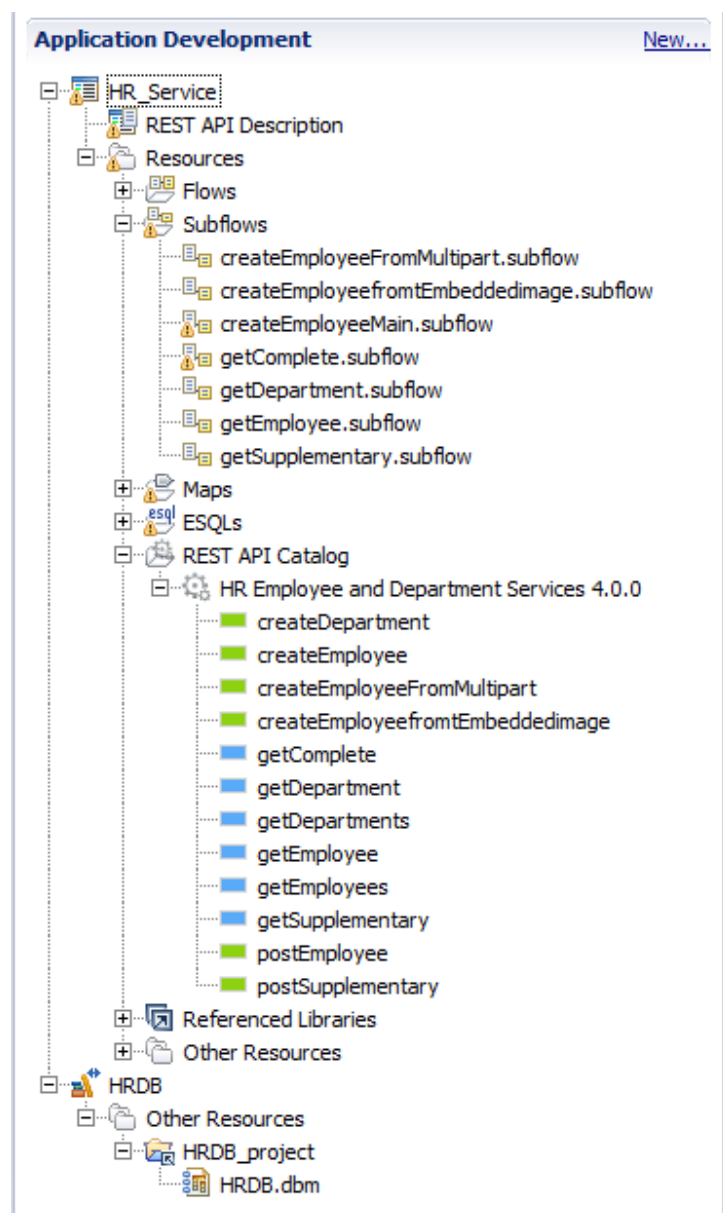 Application Development New...
HR_Service
REST API Description
Resources
Flows
Subflows
createEmployeeFromMultipart.subflow
createEmployeefromtEmbeddedimage.subflow
createEmployeeMain.subflow
getComplete.subflow
getDepartment.subflow
getEmployee.subflow
getSupplementary.subflow
Maps
esql ESQLs
REST API Catalog
HR Employee and Department Services 4.0.0
createDepartment
createEmployee
createEmployeeFromMultipart
createEmployeefromtEmbeddedimage
getComplete
getDepartment
getDepartments
getEmployee
getEmployees
getSupplementary
postEmployee
postSupplementary
Referenced Libraries
Other Resources
HRDB
Other Resources
HRDB_project
HRDB.dbm